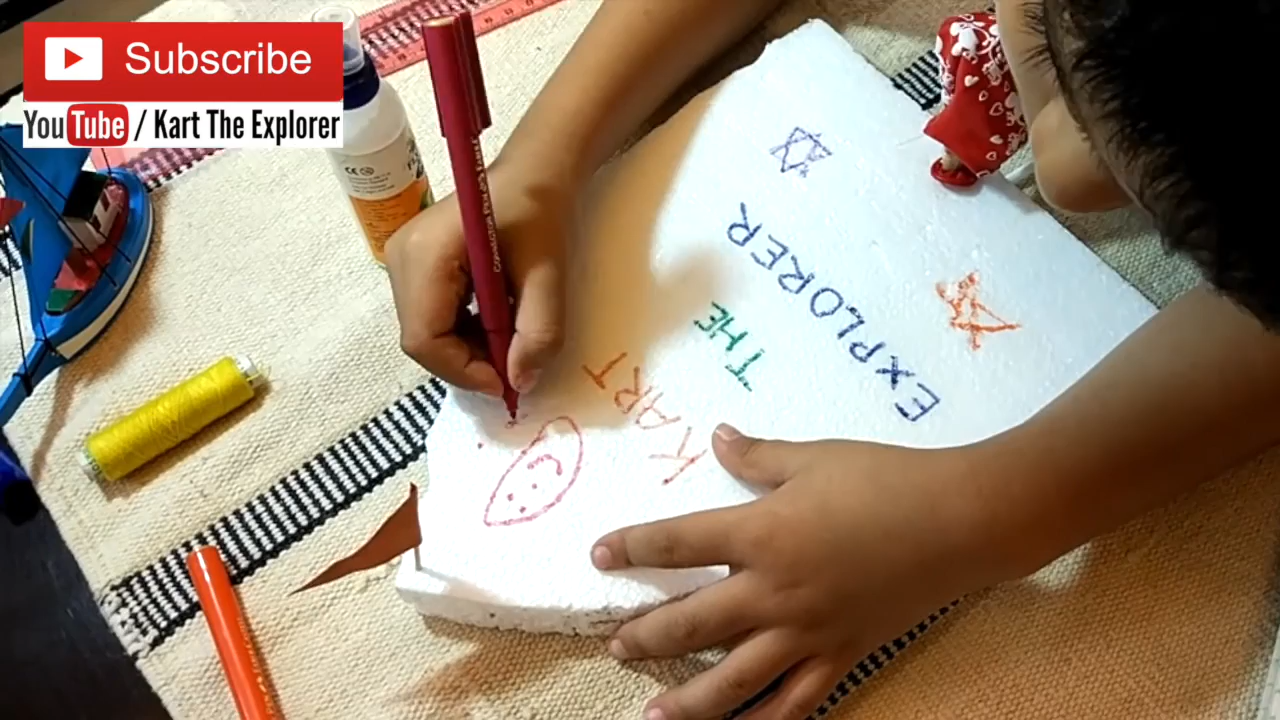 Subscribe
YouTube / Kart The Explorer
KART
THE
EXPLORER